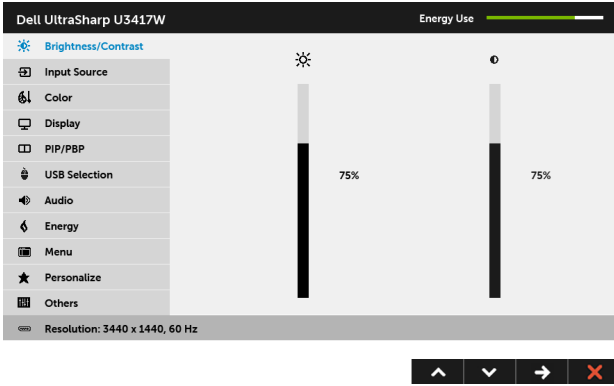 Dell UltraSharp U3417W
Energy Use
Brightness/Contrast
Input Source
Color
Display
PIP/PBP
USB Selection
Audio
Energy
Menu
Personalize
Others
75%
75%
Resolution: 3440 x 1440, 60 Hz